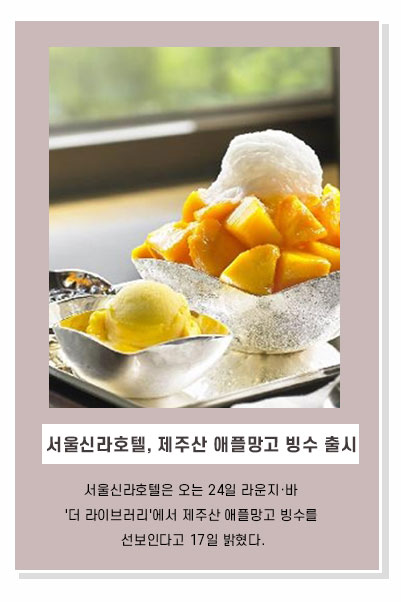 서울신라호텔, 제주산 애플망고 빙수 출시
서울신라호텔은 오는 24일 라운지·바
'더 라이브러리'에서 제주산 애플망고 빙수를
선보인다고 17일 밝혔다.